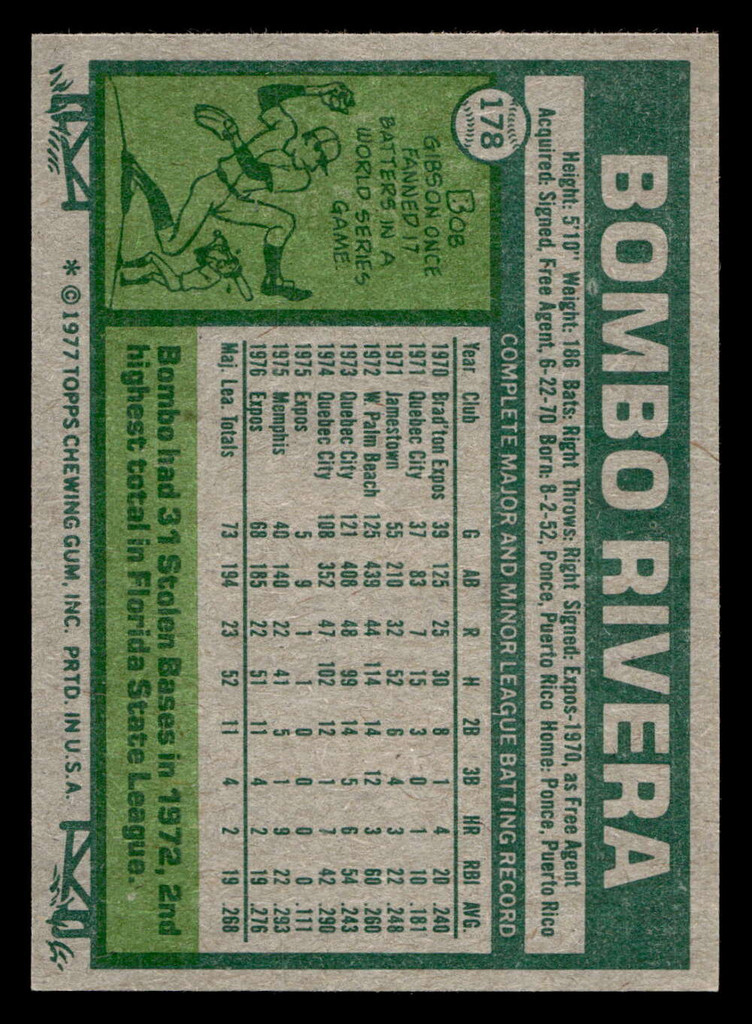 BOMBO RIVERA
178
Height: 5'10" Weight: 186 Bats: Right Throws: Right Signed: Expos-1970, as Free Agent
Acquired: Signed, Free Agent, 6-22-70 Born: 8-2-52, Ponce, Puerto Rico Home: Ponce, Puerto Rico
BOB
GIBSON ONCE
FANNED 17
BATTERS IN A
WORLD SERIES
GAME.
COMPLETE MAJOR AND MINOR LEAGUE BATTING RECORD
Year Club G AB R H 2B 3B HR RBI AVG.
1970 Brad'ton Expos 39 125 25 30 8 1 4 20 .240
1971 Quebec City 37 83 7 15 3 0 1 10 .181
1971 Jamestown 55 210 32 52 6 4 3 22 .248
1972 W. Palm Beach 125 439 44 114 14 12 3 60 .260
1973 Quebec City 121 408 48 99 14 5 6 54 .243
1974 Quebec City 108 352 47 102 12 1 7 42 .290
1975 Expos 5 9 1 1 0 0 0 0 .111
1975 Memphis 40 140 22 41 5 1 9 22 .293
1976 Expos 68 185 22 51 11 4 2 19 .276
Maj. Lea. Totals 73 194 23 52 11 4 2 19 .268
Bombo had 31 Stolen Bases in 1972, 2nd
highest total in Florida State League.
* © 1977 TOPPS CHEWING GUM, INC. PRTD. IN U.S.A.